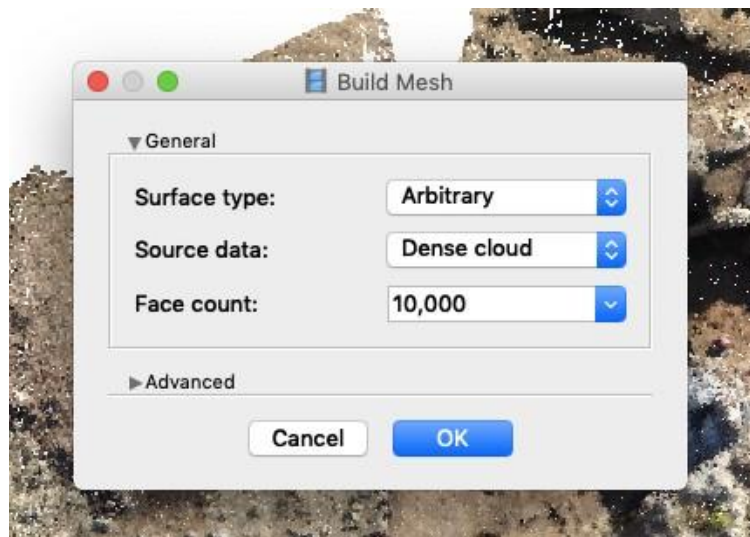 Build Mesh
General
Surface type: Arbitrary
Source data: Dense cloud
Face count: 10,000
Advanced
Cancel OK